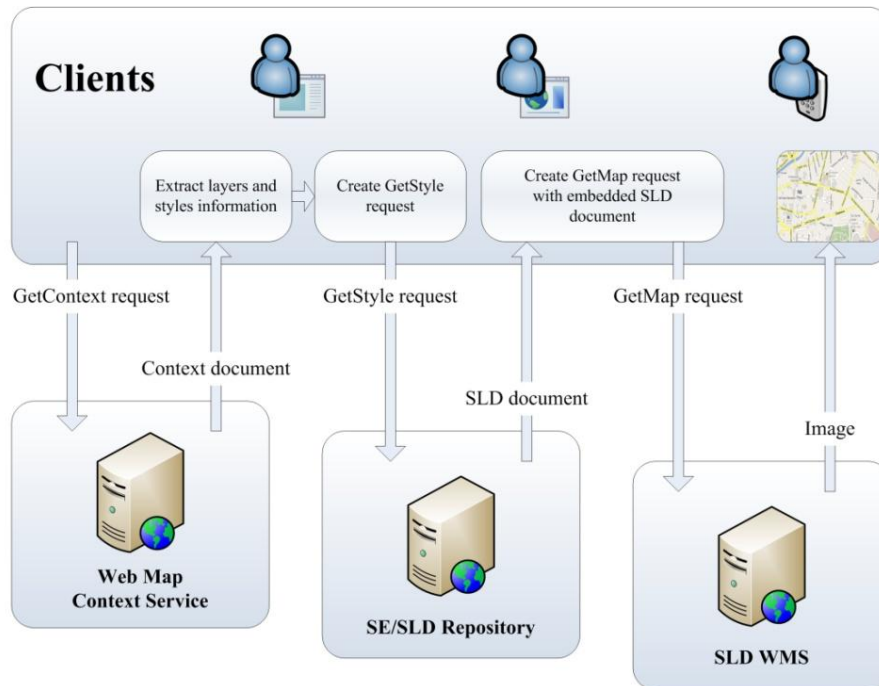 Clients
Extract layers and
styles information
Create GetStyle
request
Create GetMap request
with embedded SLD
document
GetContext request
GetStyle request
GetMap request
Context document
SLD document
Image
Web Map
Context Service
SE/SLD Repository
SLD WMS